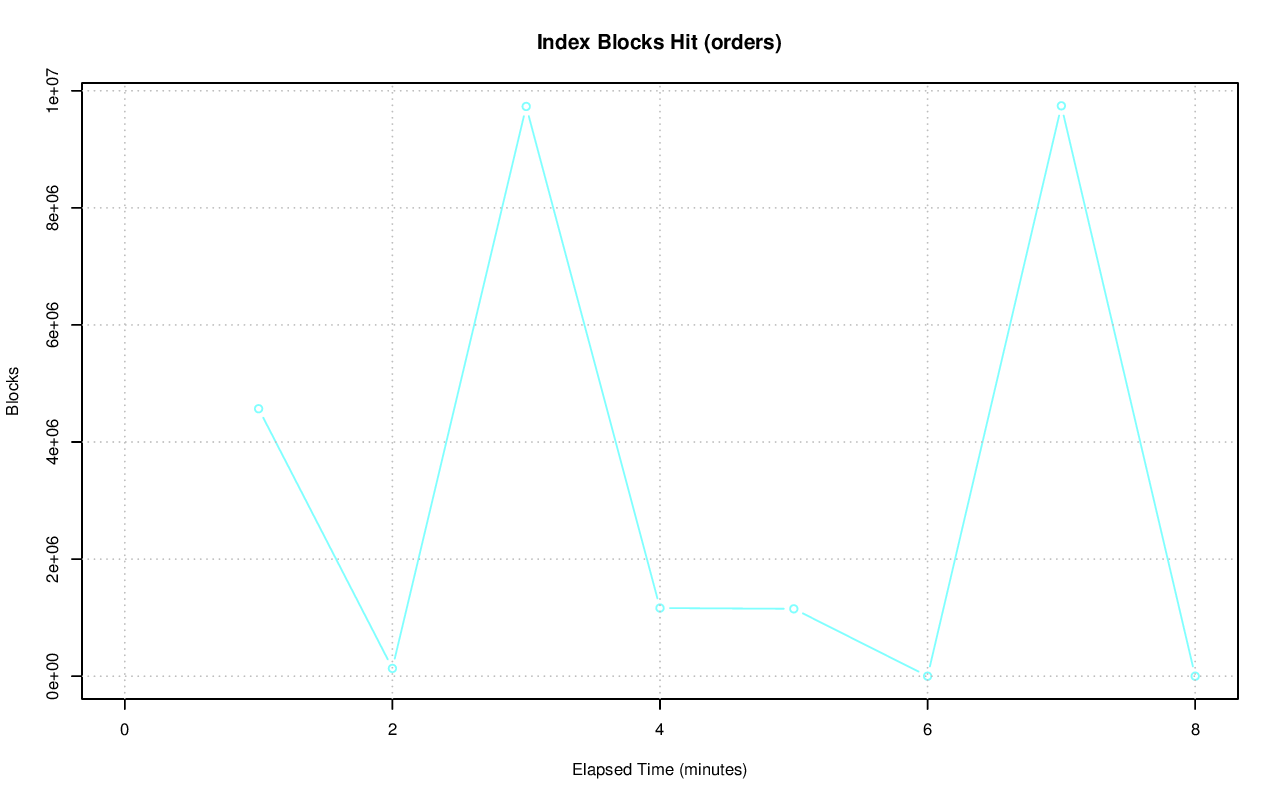 Index Blocks Hit (orders)
1e+07
8e+06
6e+06
4e+06
2e+06
0e+00
Blocks
0 2 4 6 8
Elapsed Time (minutes)